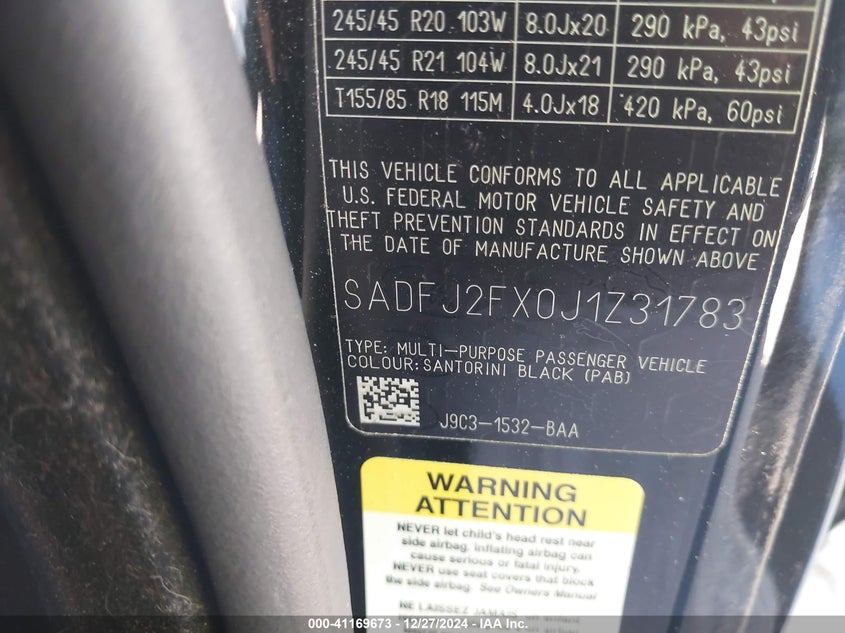 245/45 R20 103W 8.0Jx20 290 kPa, 43psi
245/45 R21 104W 8.0Jx21 290 kPa, 43psi
T155/85 R18 115M 4.0Jx18 420 kPa, 60psi
THIS VEHICLE CONFORMS TO ALL APPLICABLE
U.S. FEDERAL MOTOR VEHICLE SAFETY AND
THEFT PREVENTION STANDARDS IN EFFECT ON
THE DATE OF MANUFACTURE SHOWN ABOVE
SADFJ2FX0J1Z31783
TYPE: MULTI-PURPOSE PASSENGER VEHICLE
COLOUR:SANTORINI BLACK (PAB)
J9C3-1532-BAA
WARNING
ATTENTION
NEVER let child's head rest near
side airbag. Inflating airbag can
cause serious or fatal injury.
NEVER use seat covers that block
the side airbag. See Owners Manual
NE LAISSEZ JAMAIS
000-41169673 - 12/27/2024 - IAA Inc.